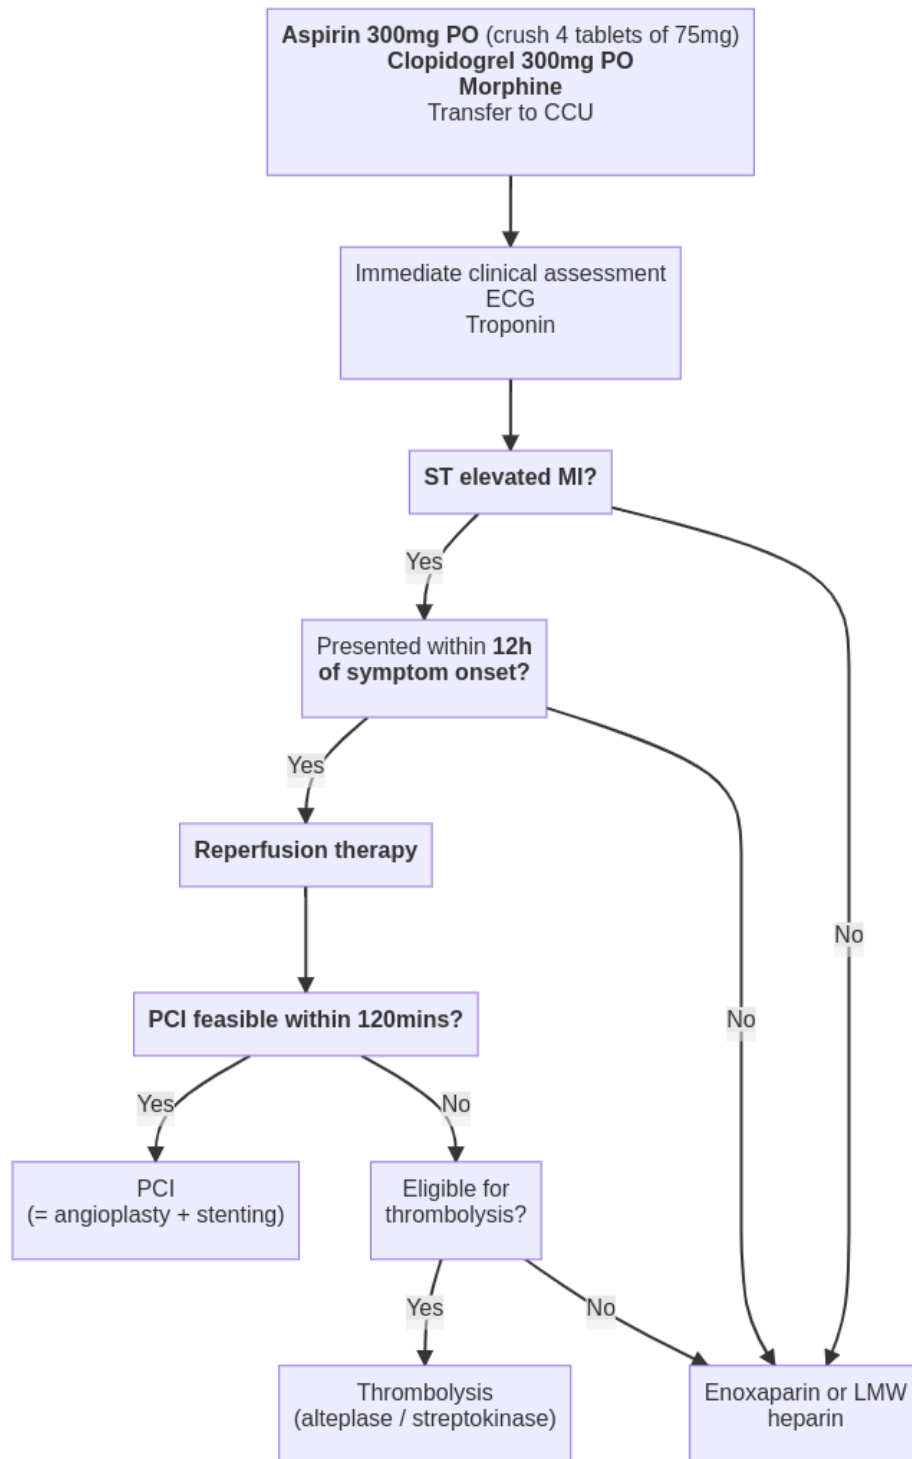 Aspirin 300mg PO (crush 4 tablets of 75mg)
Clopidogrel 300mg PO
Morphine
Transfer to CCU
Immediate clinical assessment
ECG
Troponin
ST elevated MI?
Yes
Presented within 12h
of symptom onset?
Yes
Reperfusion therapy
No
PCI feasible within 120mins?
No
Yes
No
PCI
(= angioplasty + stenting)
Eligible for
thrombolysis?
Yes
No
Thrombolysis
(alteplase / streptokinase)
Enoxaparin or LMW
heparin